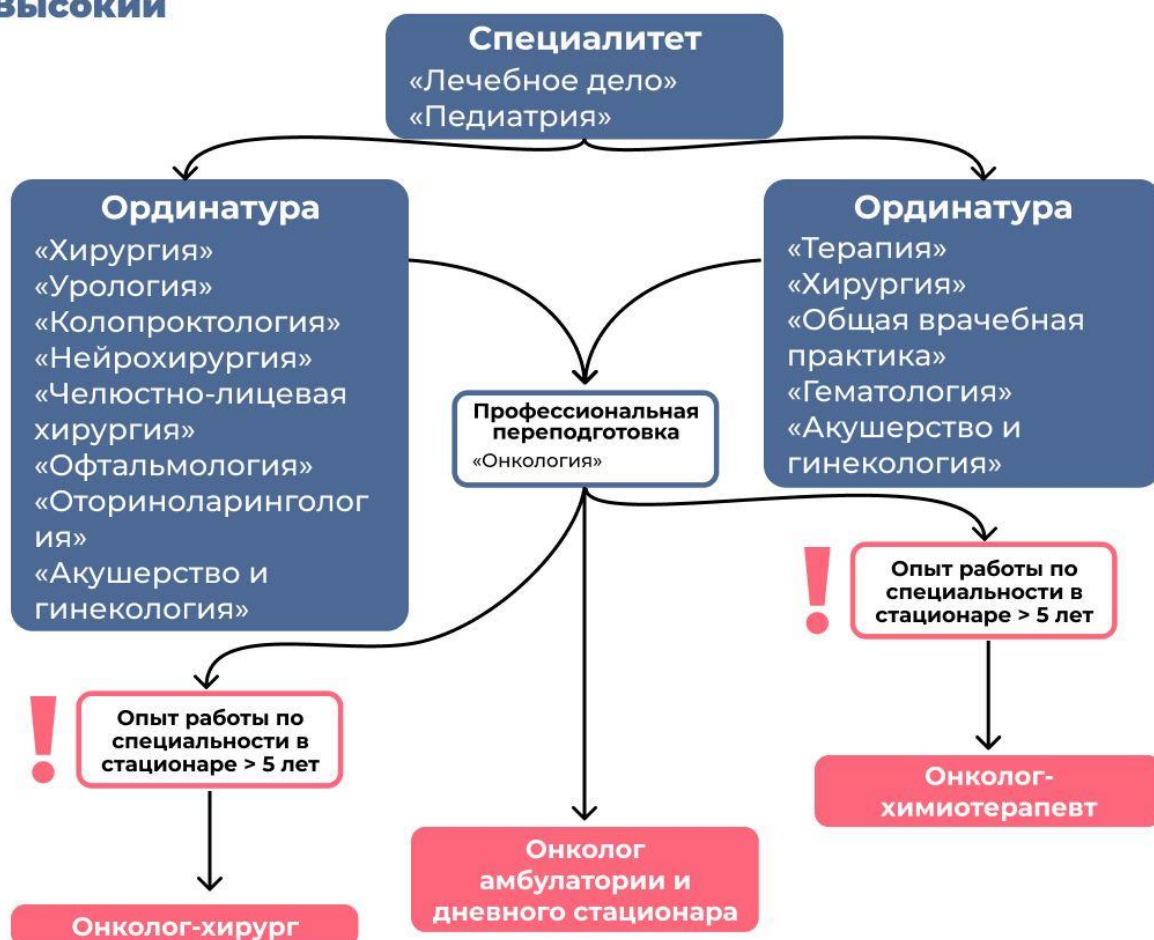 высокий
Специалитет
«Лечебное дело»
«Педиатрия»
Ординатура
«Хирургия»
«Урология»
«Колопроктология»
«Нейрохирургия»
«Челюстно-лицевая
хирургия»
«Офтальмология»
«Оториноларинголог
ия»
«Акушерство и
гинекология»
Ординатура
«Терапия»
«Хирургия»
«Общая врачебная
практика»
«Гематология»
«Акушерство и
гинекология»
Профессиональная
переподготовка
«Онкология»
! Опыт работы по
специальности в
стационаре > 5 лет
! Опыт работы по
специальности в
стационаре > 5 лет
Онколог-
химиотерапевт
Онколог
амбулатории и
дневного стационара
Онколог-хирург